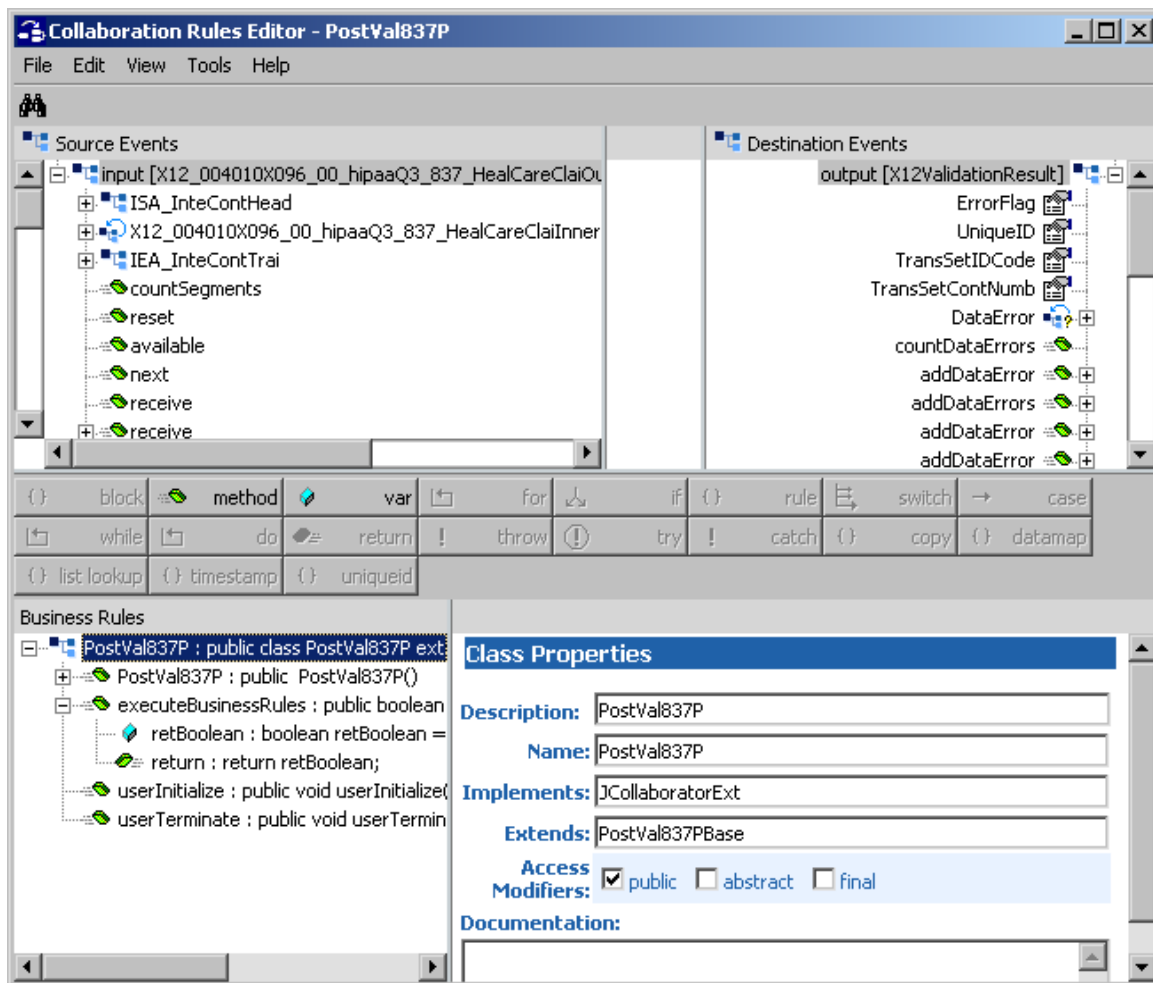 Collaboration Rules Editor - PostVal837P
File Edit View Tools Help
Source Events
input [X12_004010X096_00_hipaaQ3_837_HealCareClaiOu
ISA_InteContHead
X12_004010X096_00_hipaaQ3_837_HealCareClaiInner
IEA_InteContTrai
countSegments
reset
available
next
receive
receive
Destination Events
output [X12ValidationResult]
ErrorFlag
UniqueID
TransSetIDCode
TransSetContNumb
DataError
countDataErrors
addDataError
addDataErrors
addDataError
addDataError
block method var for if rule switch case
while do return throw try catch copy datamap
list lookup timestamp uniqueid
Business Rules
PostVal837P : public class PostVal837P ext
PostVal837P : public PostVal837P()
executeBusinessRules : public boolean
retBoolean : boolean retBoolean =
return : return retBoolean;
userInitialize : public void userInitialize(
userTerminate : public void userTermin
Class Properties
Description: PostVal837P
Name: PostVal837P
Implements: JCollaboratorExt
Extends: PostVal837PBase
Access Modifiers: public abstract final
Documentation: